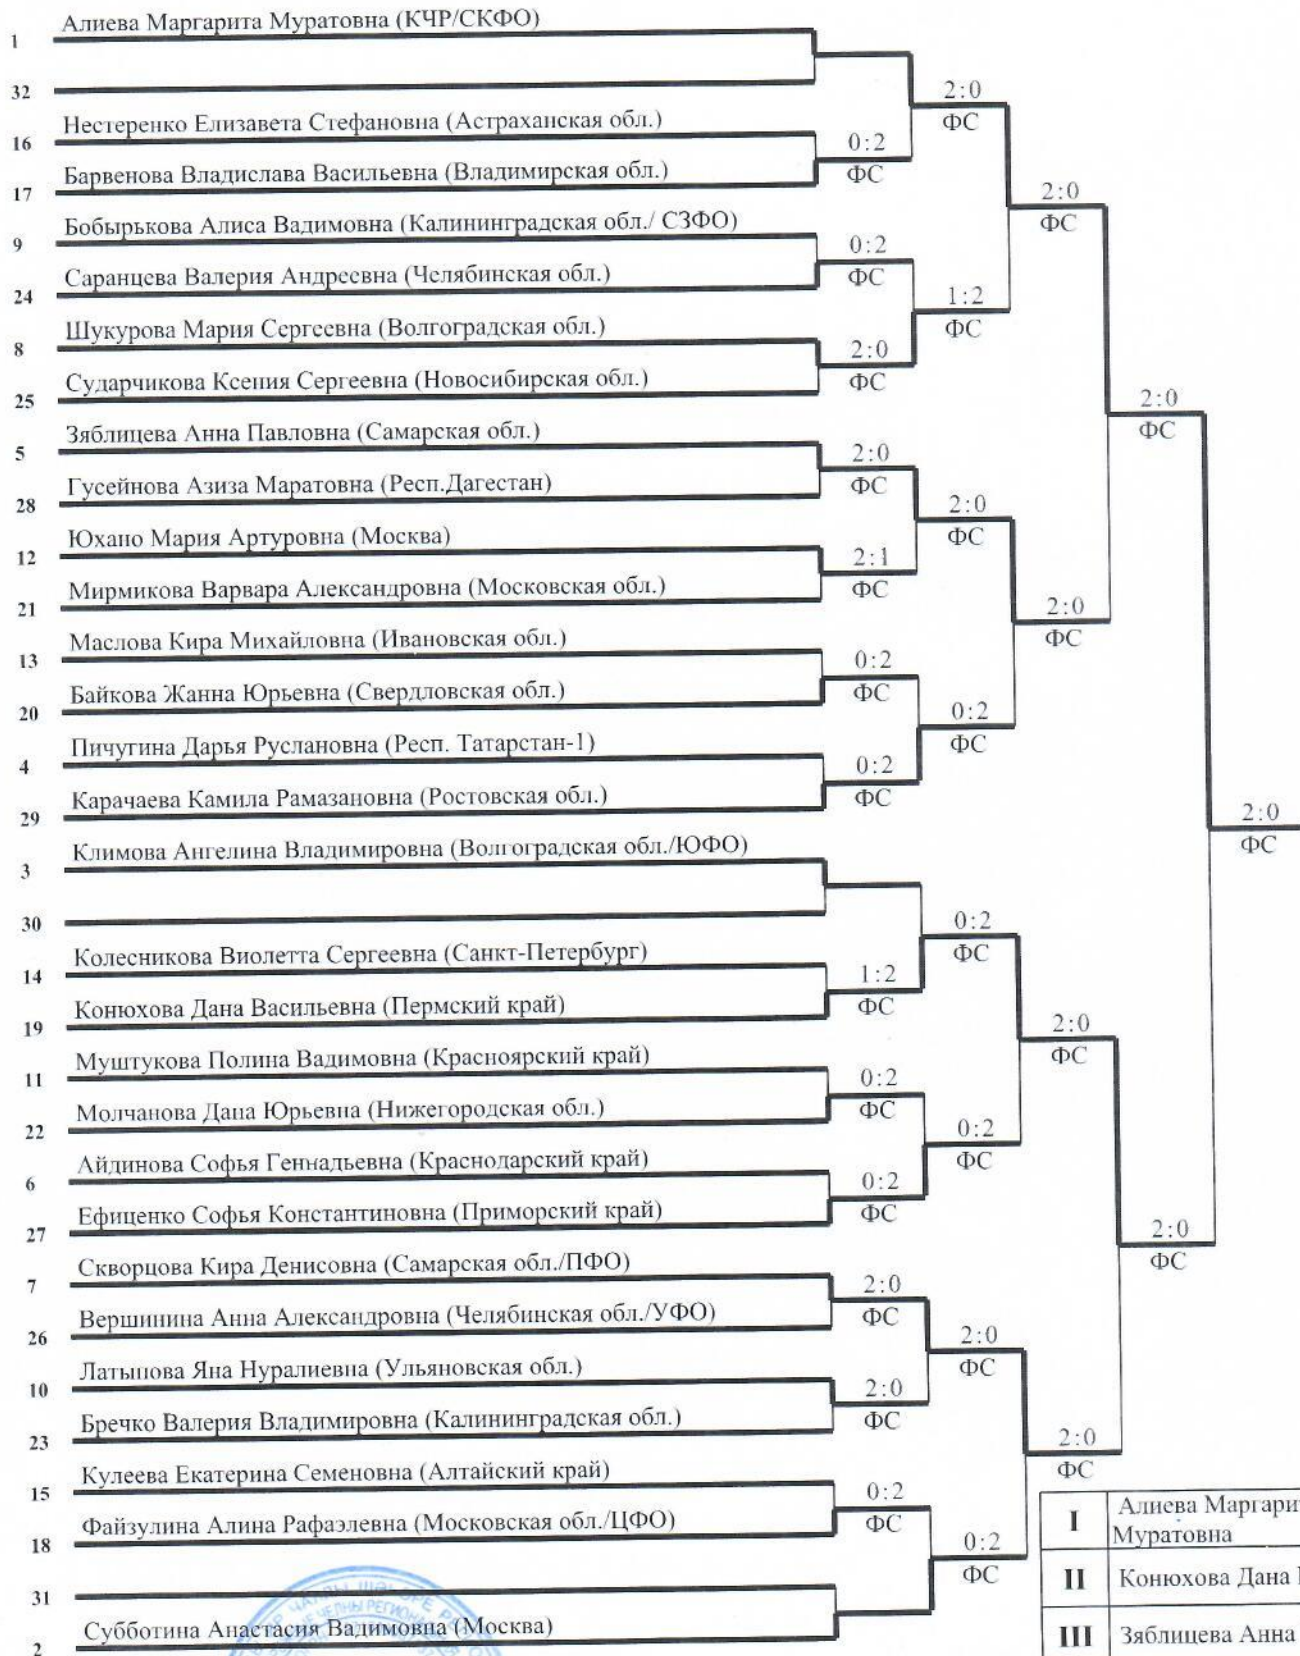 Алиева Маргарита Муратовна (КЧР/СКФО)
1
32
2:0
ФС
Нестеренко Елизавета Стефановна (Астраханская обл.)
16
0:2
ФС
Барвенова Владислава Васильевна (Владимирская обл.)
17
2:0
ФС
Бобырькова Алиса Вадимовна (Калининградская обл./ СЗФО)
9
0:2
ФС
Саранцева Валерия Андреевна (Челябинская обл.)
24
1:2
ФС
Шукурова Мария Сергеевна (Волгоградская обл.)
8
2:0
ФС
Сударчикова Ксения Сергеевна (Новосибирская обл.)
25
2:0
ФС
Зяблицева Анна Павловна (Самарская обл.)
5
2:0
ФС
Гусейнова Азиза Маратовна (Респ.Дагестан)
28
2:0
ФС
Юхано Мария Артуровна (Москва)
12
2:1
ФС
Мирмикова Варвара Александровна (Московская обл.)
21
2:0
ФС
Маслова Кира Михайловна (Ивановская обл.)
13
0:2
ФС
Байкова Жанна Юрьевна (Свердловская обл.)
20
0:2
ФС
Пичугина Дарья Руслановна (Респ. Татарстан-1)
4
0:2
ФС
Карачаева Камила Рамазановна (Ростовская обл.)
29
2:0
ФС
Климова Ангелина Владимировна (Волгоградская обл./ЮФО)
3
30
0:2
ФС
Колесникова Виолетта Сергеевна (Санкт-Петербург)
14
1:2
ФС
Конюхова Дана Васильевна (Пермский край)
19
2:0
ФС
Муштукова Полина Вадимовна (Красноярский край)
11
0:2
ФС
Молчанова Дана Юрьевна (Нижегородская обл.)
22
0:2
ФС
Айдинова Софья Геннадьевна (Краснодарский край)
6
0:2
ФС
Ефиценко Софья Константиновна (Приморский край)
27
2:0
ФС
Скворцова Кира Денисовна (Самарская обл./ПФО)
7
2:0
ФС
Вершинина Анна Александровна (Челябинская обл./УФО)
26
2:0
ФС
Латыпова Яна Нуралиевна (Ульяновская обл.)
10
2:0
ФС
Бречко Валерия Владимировна (Калининградская обл.)
23
2:0
ФС
Кулеева Екатерина Семеновна (Алтайский край)
15
0:2
ФС
Файзулина Алина Рафаэлевна (Московская обл./ЦФО)
18
0:2
ФС
31
Субботина Анастасия Вадимовна (Москва)
2
I Алиева Маргари
Муратовна
II Конюхова Дана
III Зяблицева Анна